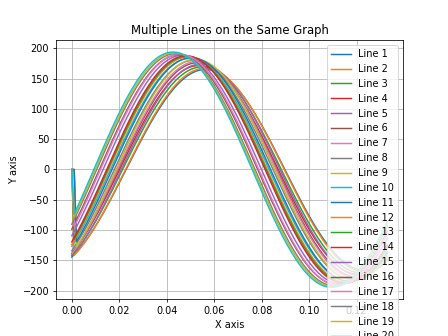 Multiple Lines on the Same Graph
200
150
100
50
0
−50
−100
−150
−200
Y axis
0.00
0.02
0.04
0.06
0.08
0.10
X axis
Line 1
Line 2
Line 3
Line 4
Line 5
Line 6
Line 7
Line 8
Line 9
Line 10
Line 11
Line 12
Line 13
Line 14
Line 15
Line 16
Line 17
Line 18
Line 19
Line 20